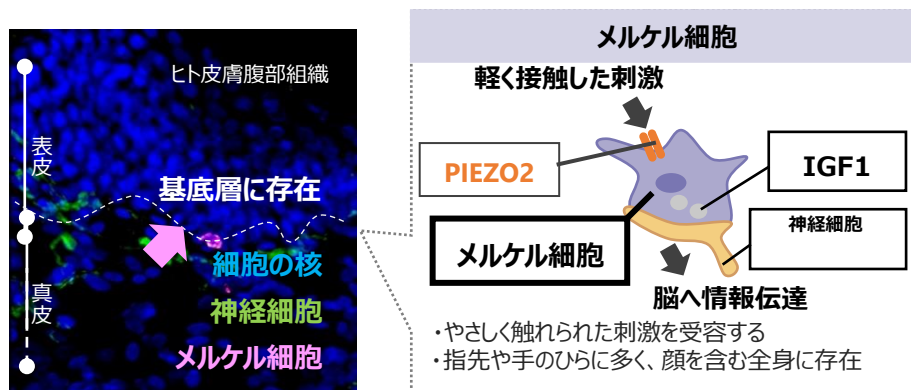 ヒト皮膚腹部組織
表皮
基底層に存在
細胞の核
神経細胞
真皮
メルケル細胞
メルケル細胞
軽く接触した刺激
PIEZO2
IGF1
神経細胞
メルケル細胞
脳へ情報伝達
・やさしく触れられた刺激を受容する
・指先や手のひらに多く、顔を含む全身に存在